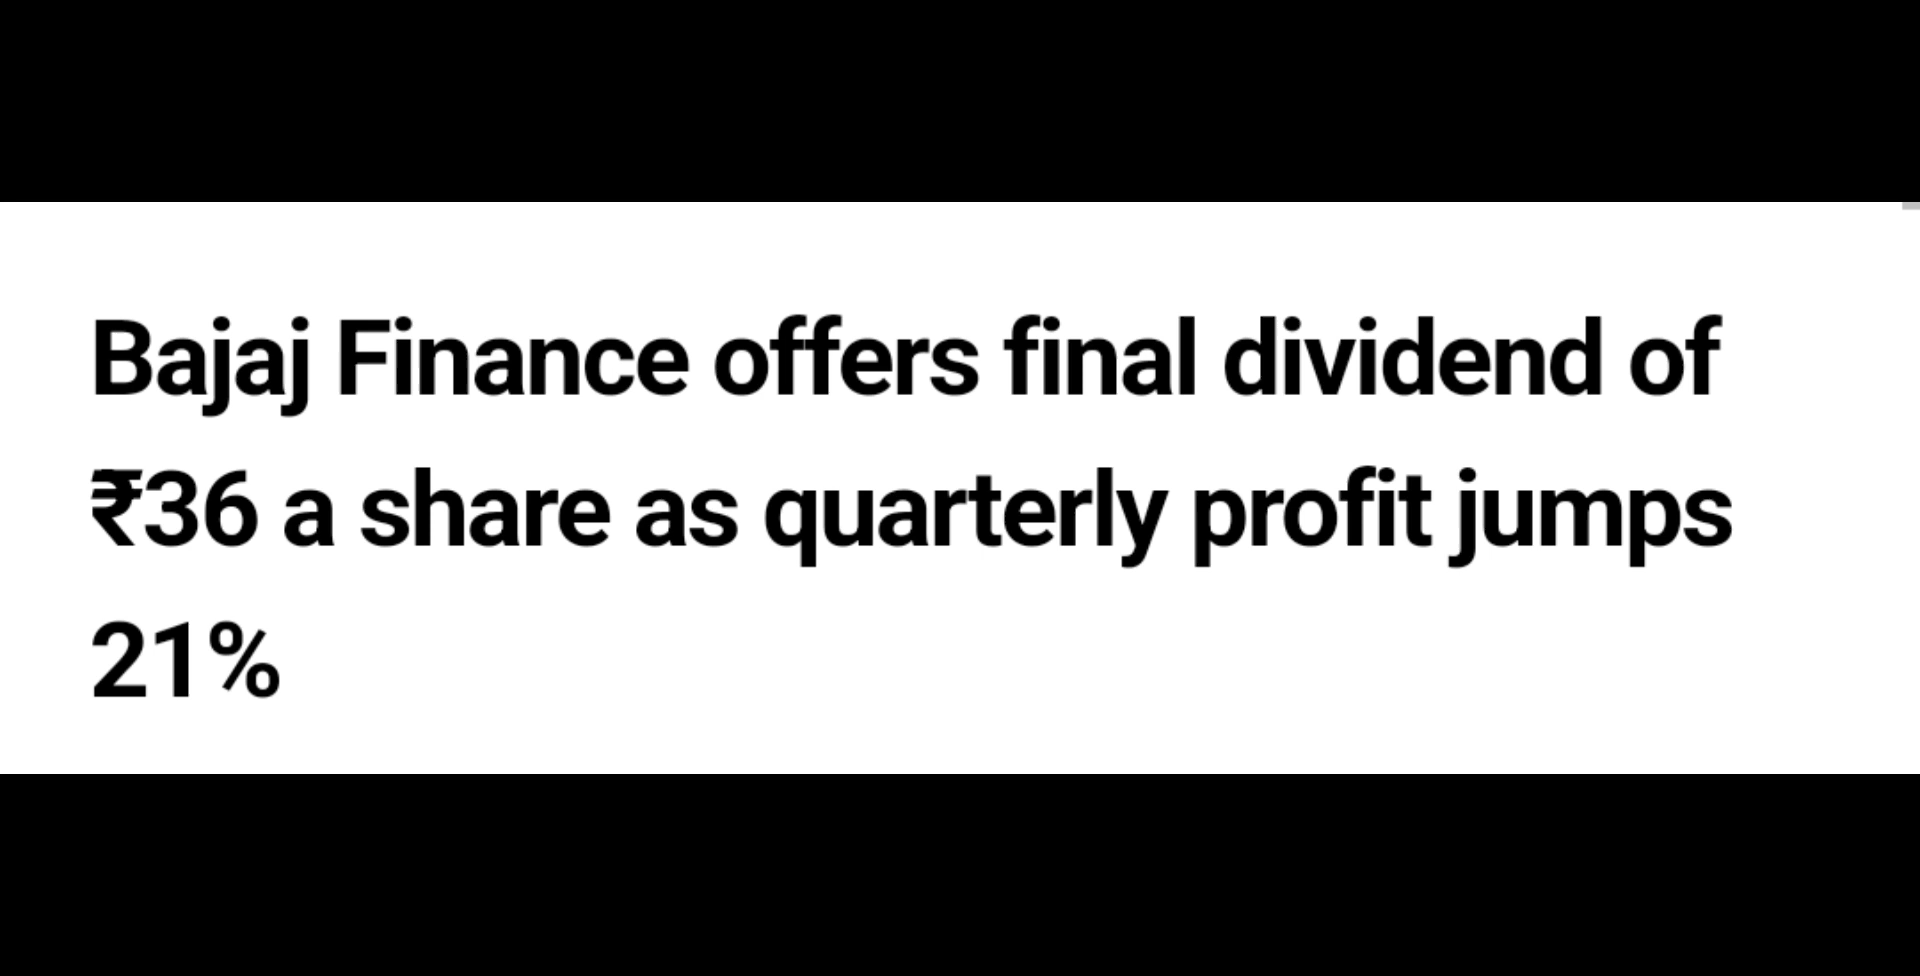 Bajaj Finance offers final dividend of
₹36 a share as quarterly profit jumps
21%